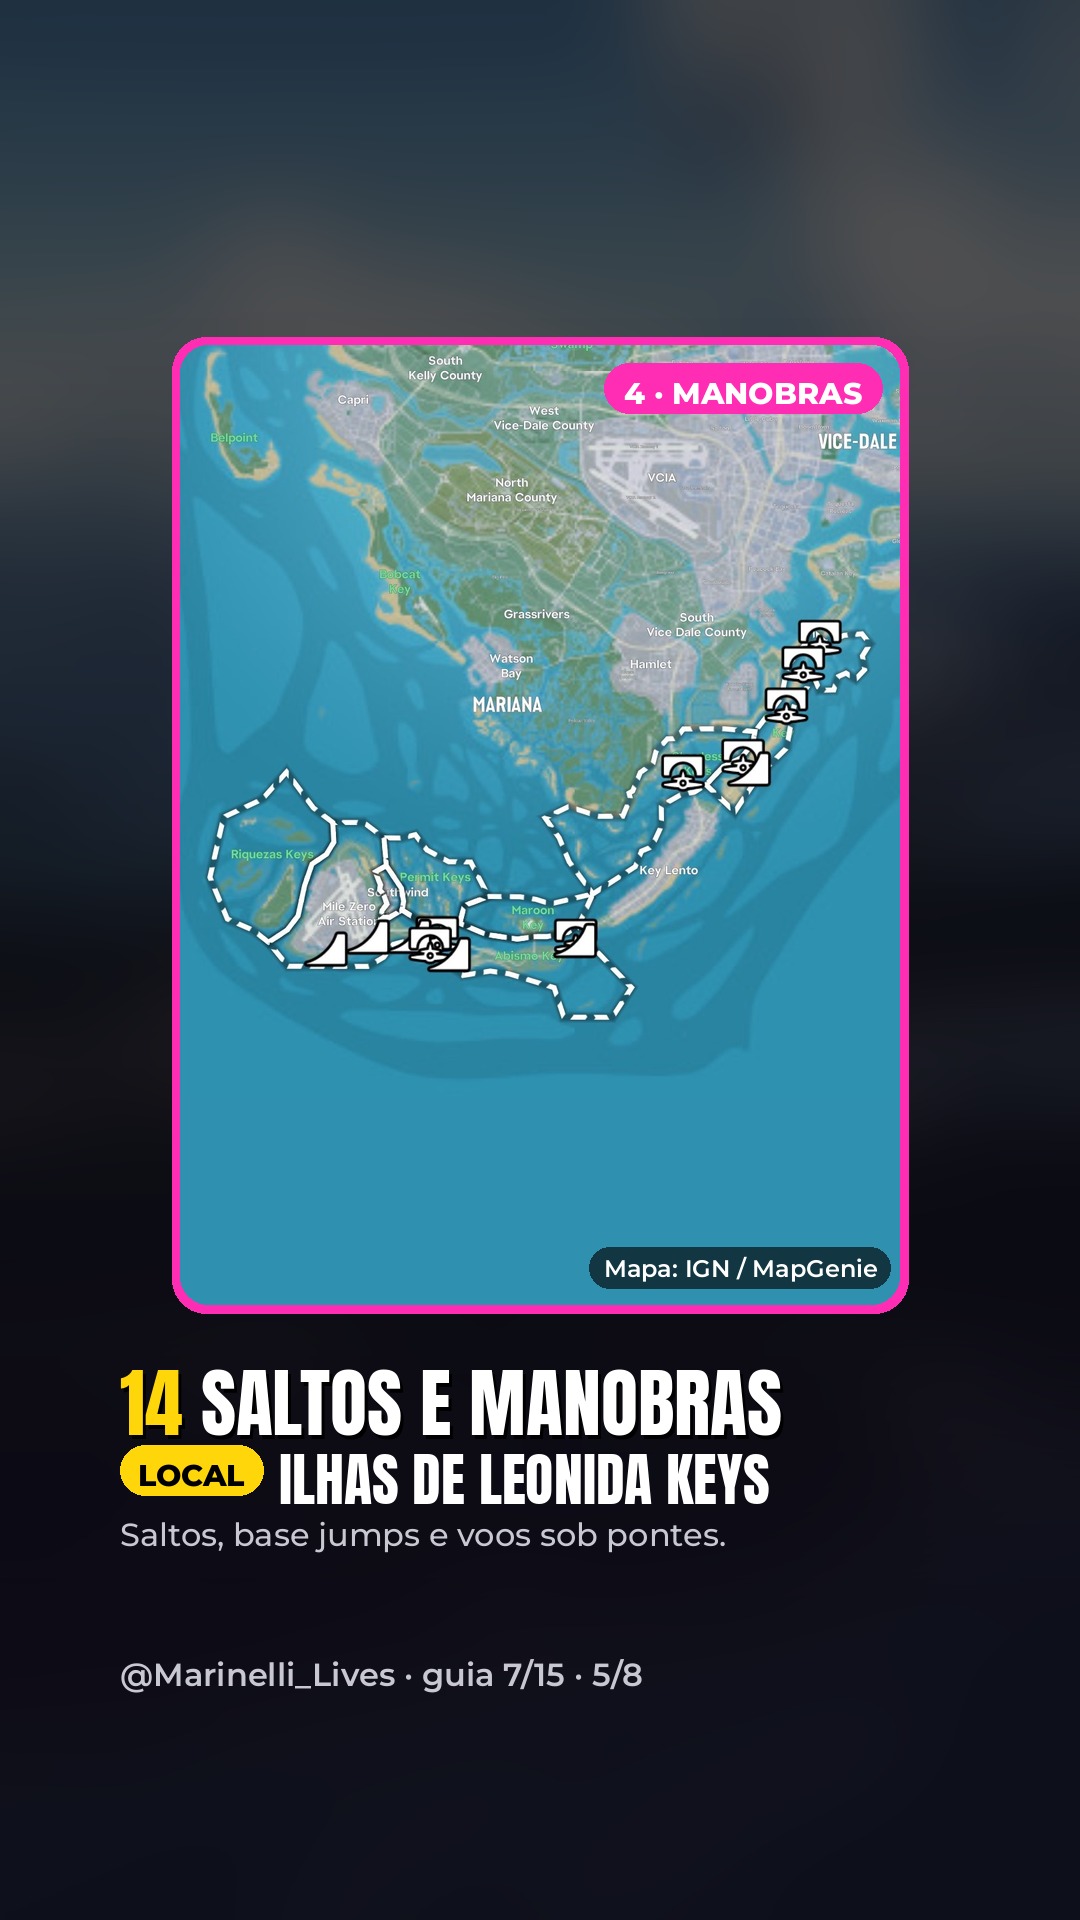 South
Kelly County
Capri
4 · MANOBRAS
West
Vice-Dale County
Belpoint
VICE-DALE
VCIA
North
Mariana County
Bobcat
Key
Grassrivers
South
Vice Dale County
Watson
Bay
Hamlet
MARIANA
Riquezas Keys
Key Lento
Permit Keys
Mile Zero
Maroon
Key
Mapa: IGN / MapGenie
14 SALTOS E MANOBRAS
LOCAL ILHAS DE LEONIDA KEYS
Saltos, base jumps e voos sob pontes.
@Marinelli_Lives · guia 7/15 · 5/8